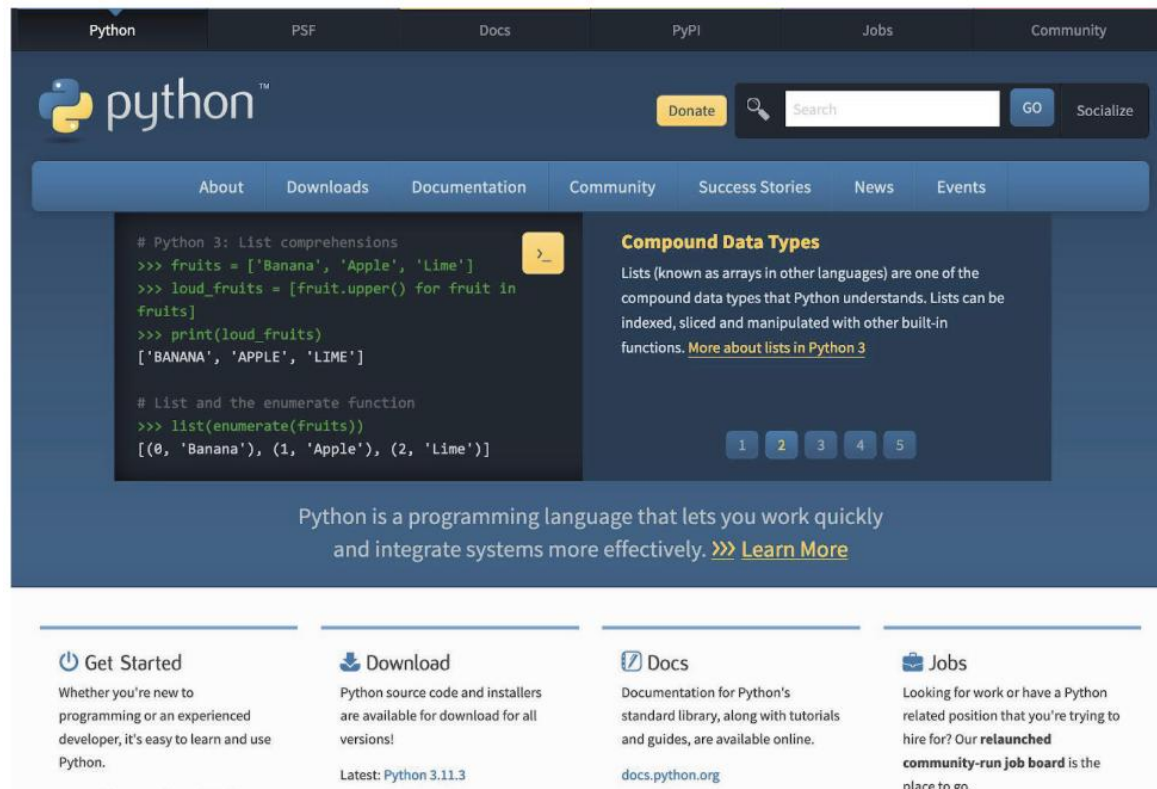 Python PSF Docs PyPI Jobs Community
python™
Donate Search GO Socialize
About Downloads Documentation Community Success Stories News Events
# Python 3: List comprehensions
>>> fruits = ['Banana', 'Apple', 'Lime']
>>> loud_fruits = [fruit.upper() for fruit in
fruits]
>>> print(loud_fruits)
['BANANA', 'APPLE', 'LIME']
# List and the enumerate function
>>> list(enumerate(fruits))
[(0, 'Banana'), (1, 'Apple'), (2, 'Lime')]
>_
Compound Data Types
Lists (known as arrays in other languages) are one of the
compound data types that Python understands. Lists can be
indexed, sliced and manipulated with other built-in
functions. More about lists in Python 3
1 2 3 4 5
Python is a programming language that lets you work quickly
and integrate systems more effectively. >>> Learn More
Get Started
Whether you're new to
programming or an experienced
developer, it's easy to learn and use
Python.
Download
Python source code and installers
are available for download for all
versions!
Latest: Python 3.11.3
Docs
Documentation for Python's
standard library, along with tutorials
and guides, are available online.
docs.python.org
Jobs
Looking for work or have a Python
related position that you're trying to
hire for? Our relaunched
community-run job board is the
place to go.